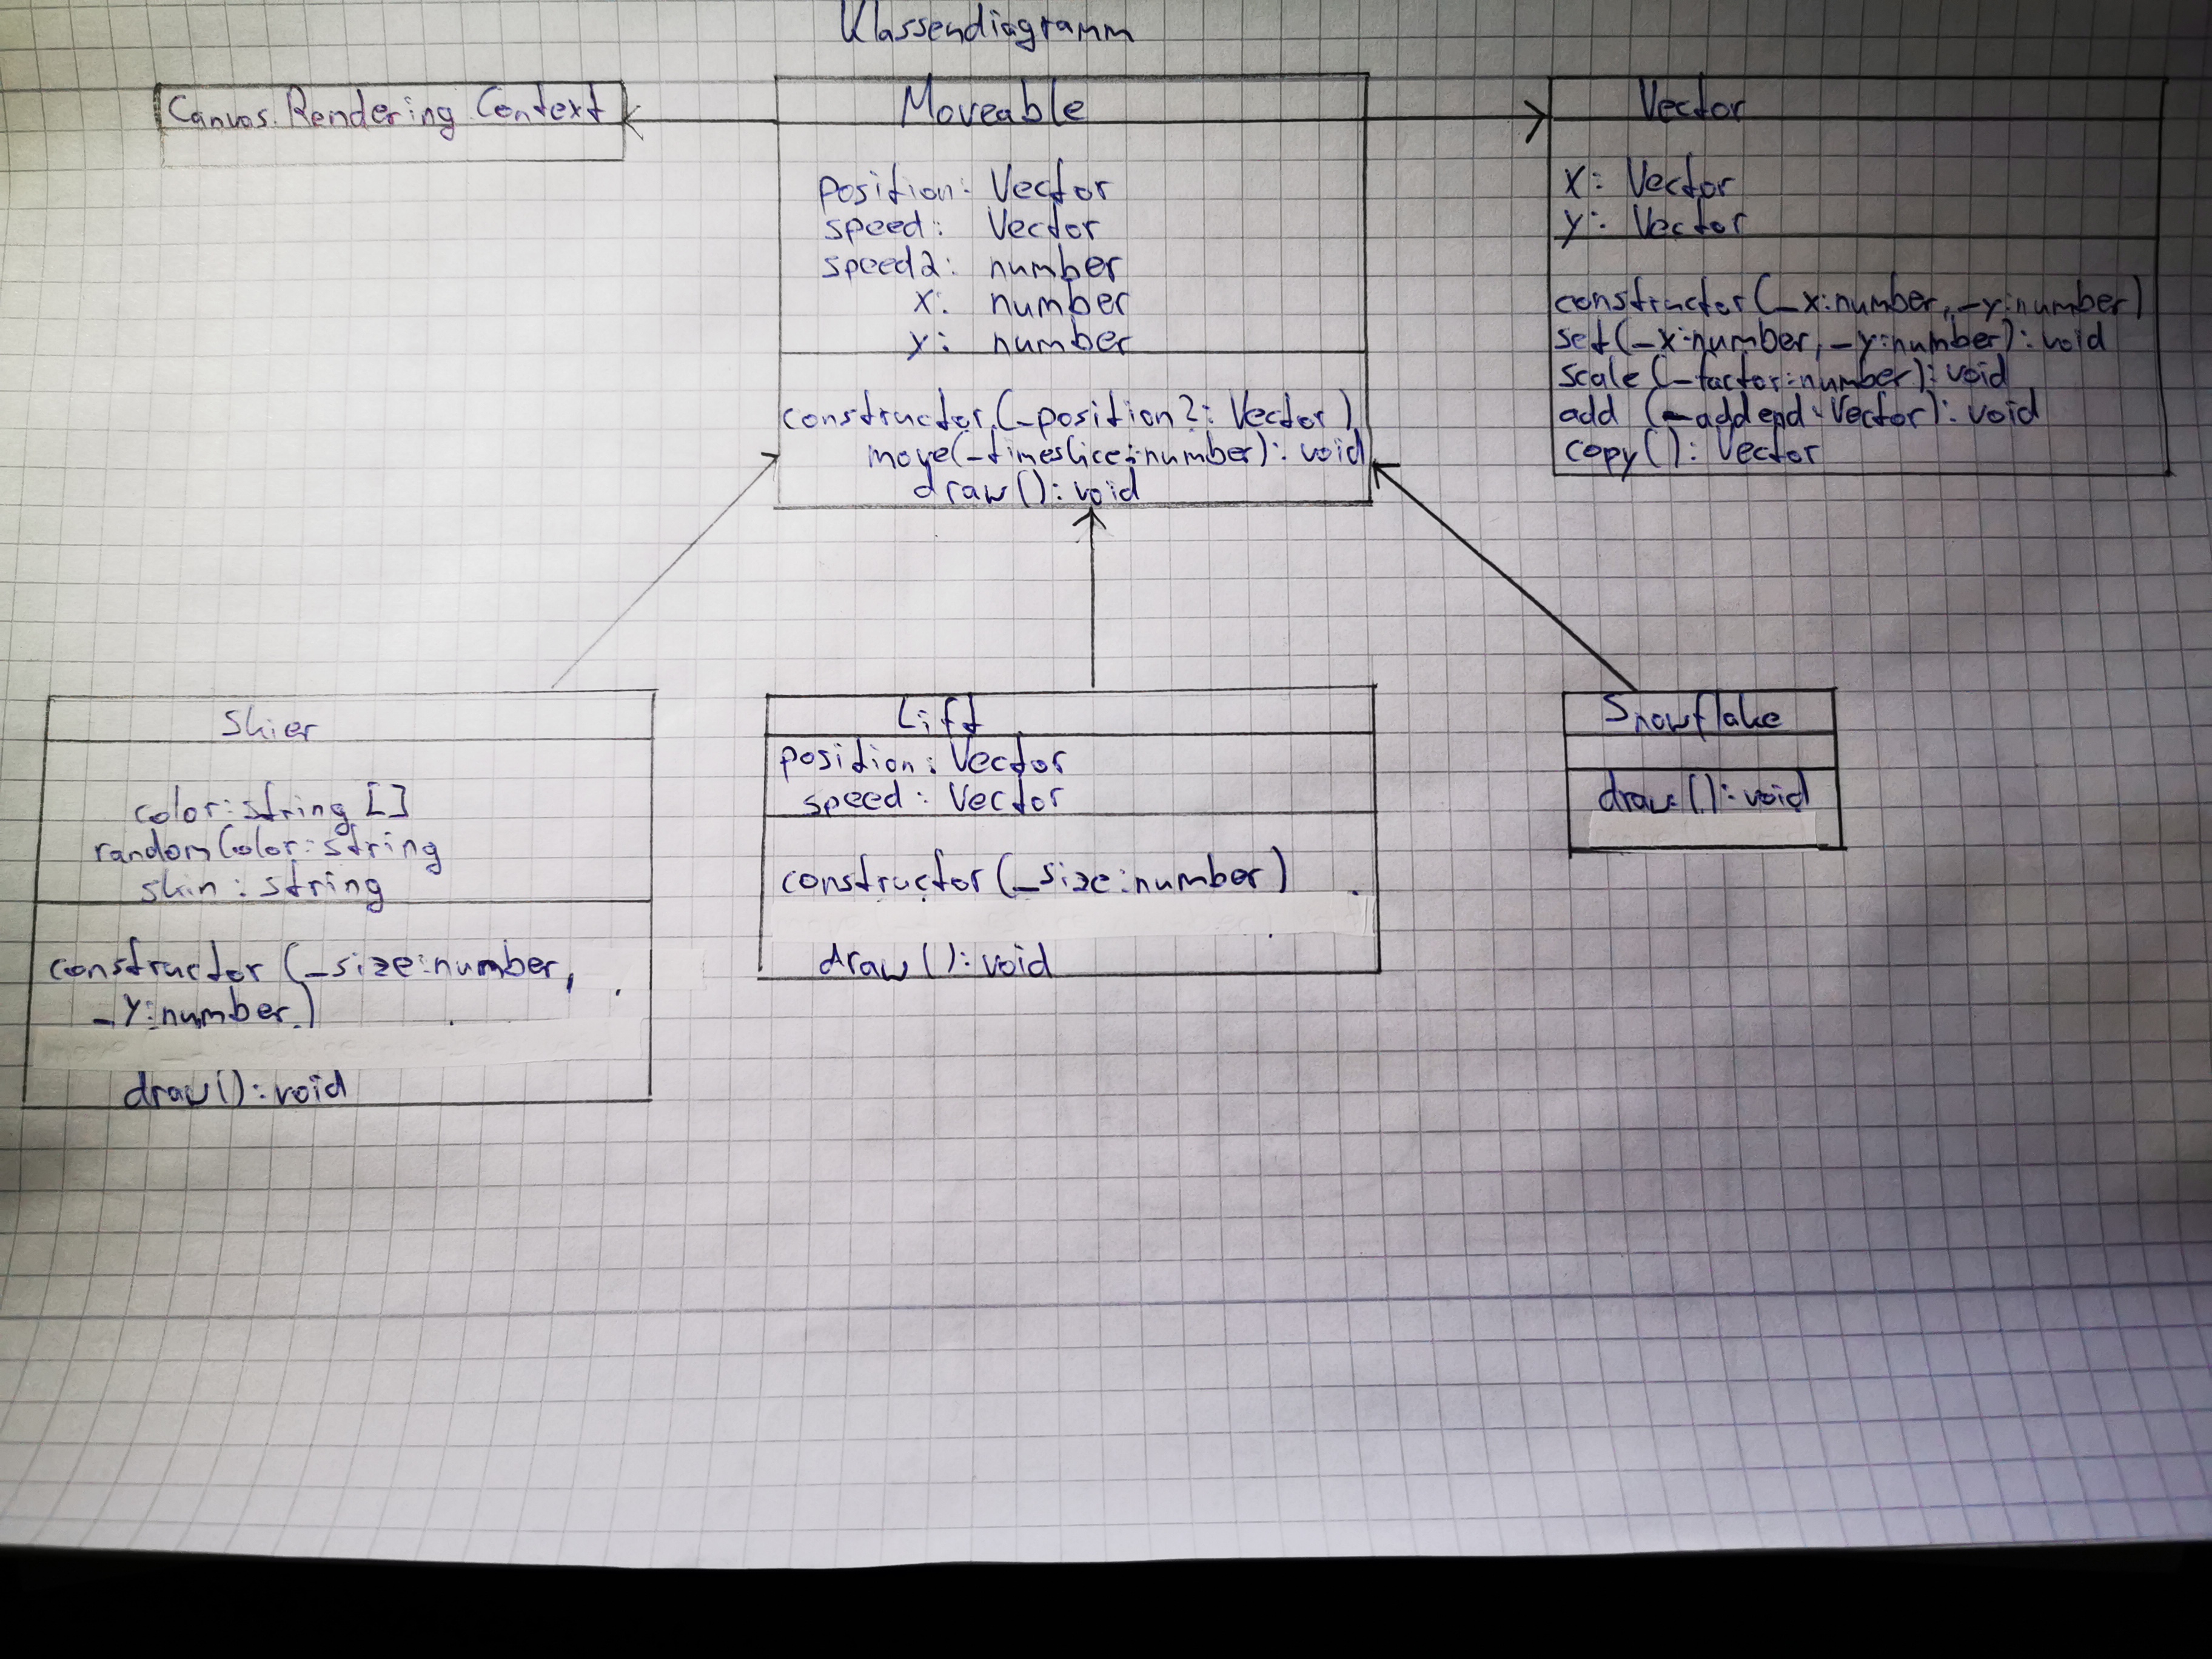 Klassendiagramm
Canvas Rendering Context
Moveable
position: Vector
speed: Vector
speed2: number
x: number
y: number
constructor(_position?: Vector)
move(_timeslice:number): void
draw(): void
Vector
x: Vector
y: Vector
constructor(_x:number, _y:number)
set(_x:number, _y:number): void
scale(_factor:number): void
add (_addend: Vector): void
copy(): Vector
Skier
color:string []
randomColor:string
skin: string
constructor (_size:number,
_y:number)
draw(): void
Lift
position: Vector
speed: Vector
constructor(_size:number)
draw(): void
Snowflake
draw(): void